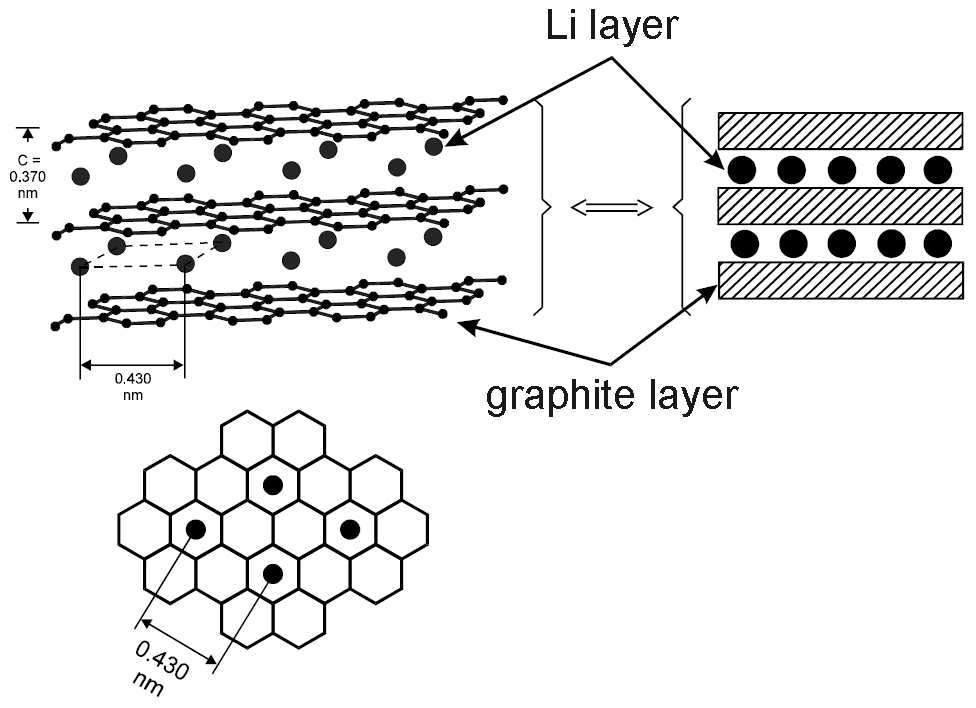 Li layer
C =
0.370
nm
0.430
nm
graphite layer
0.430
nm